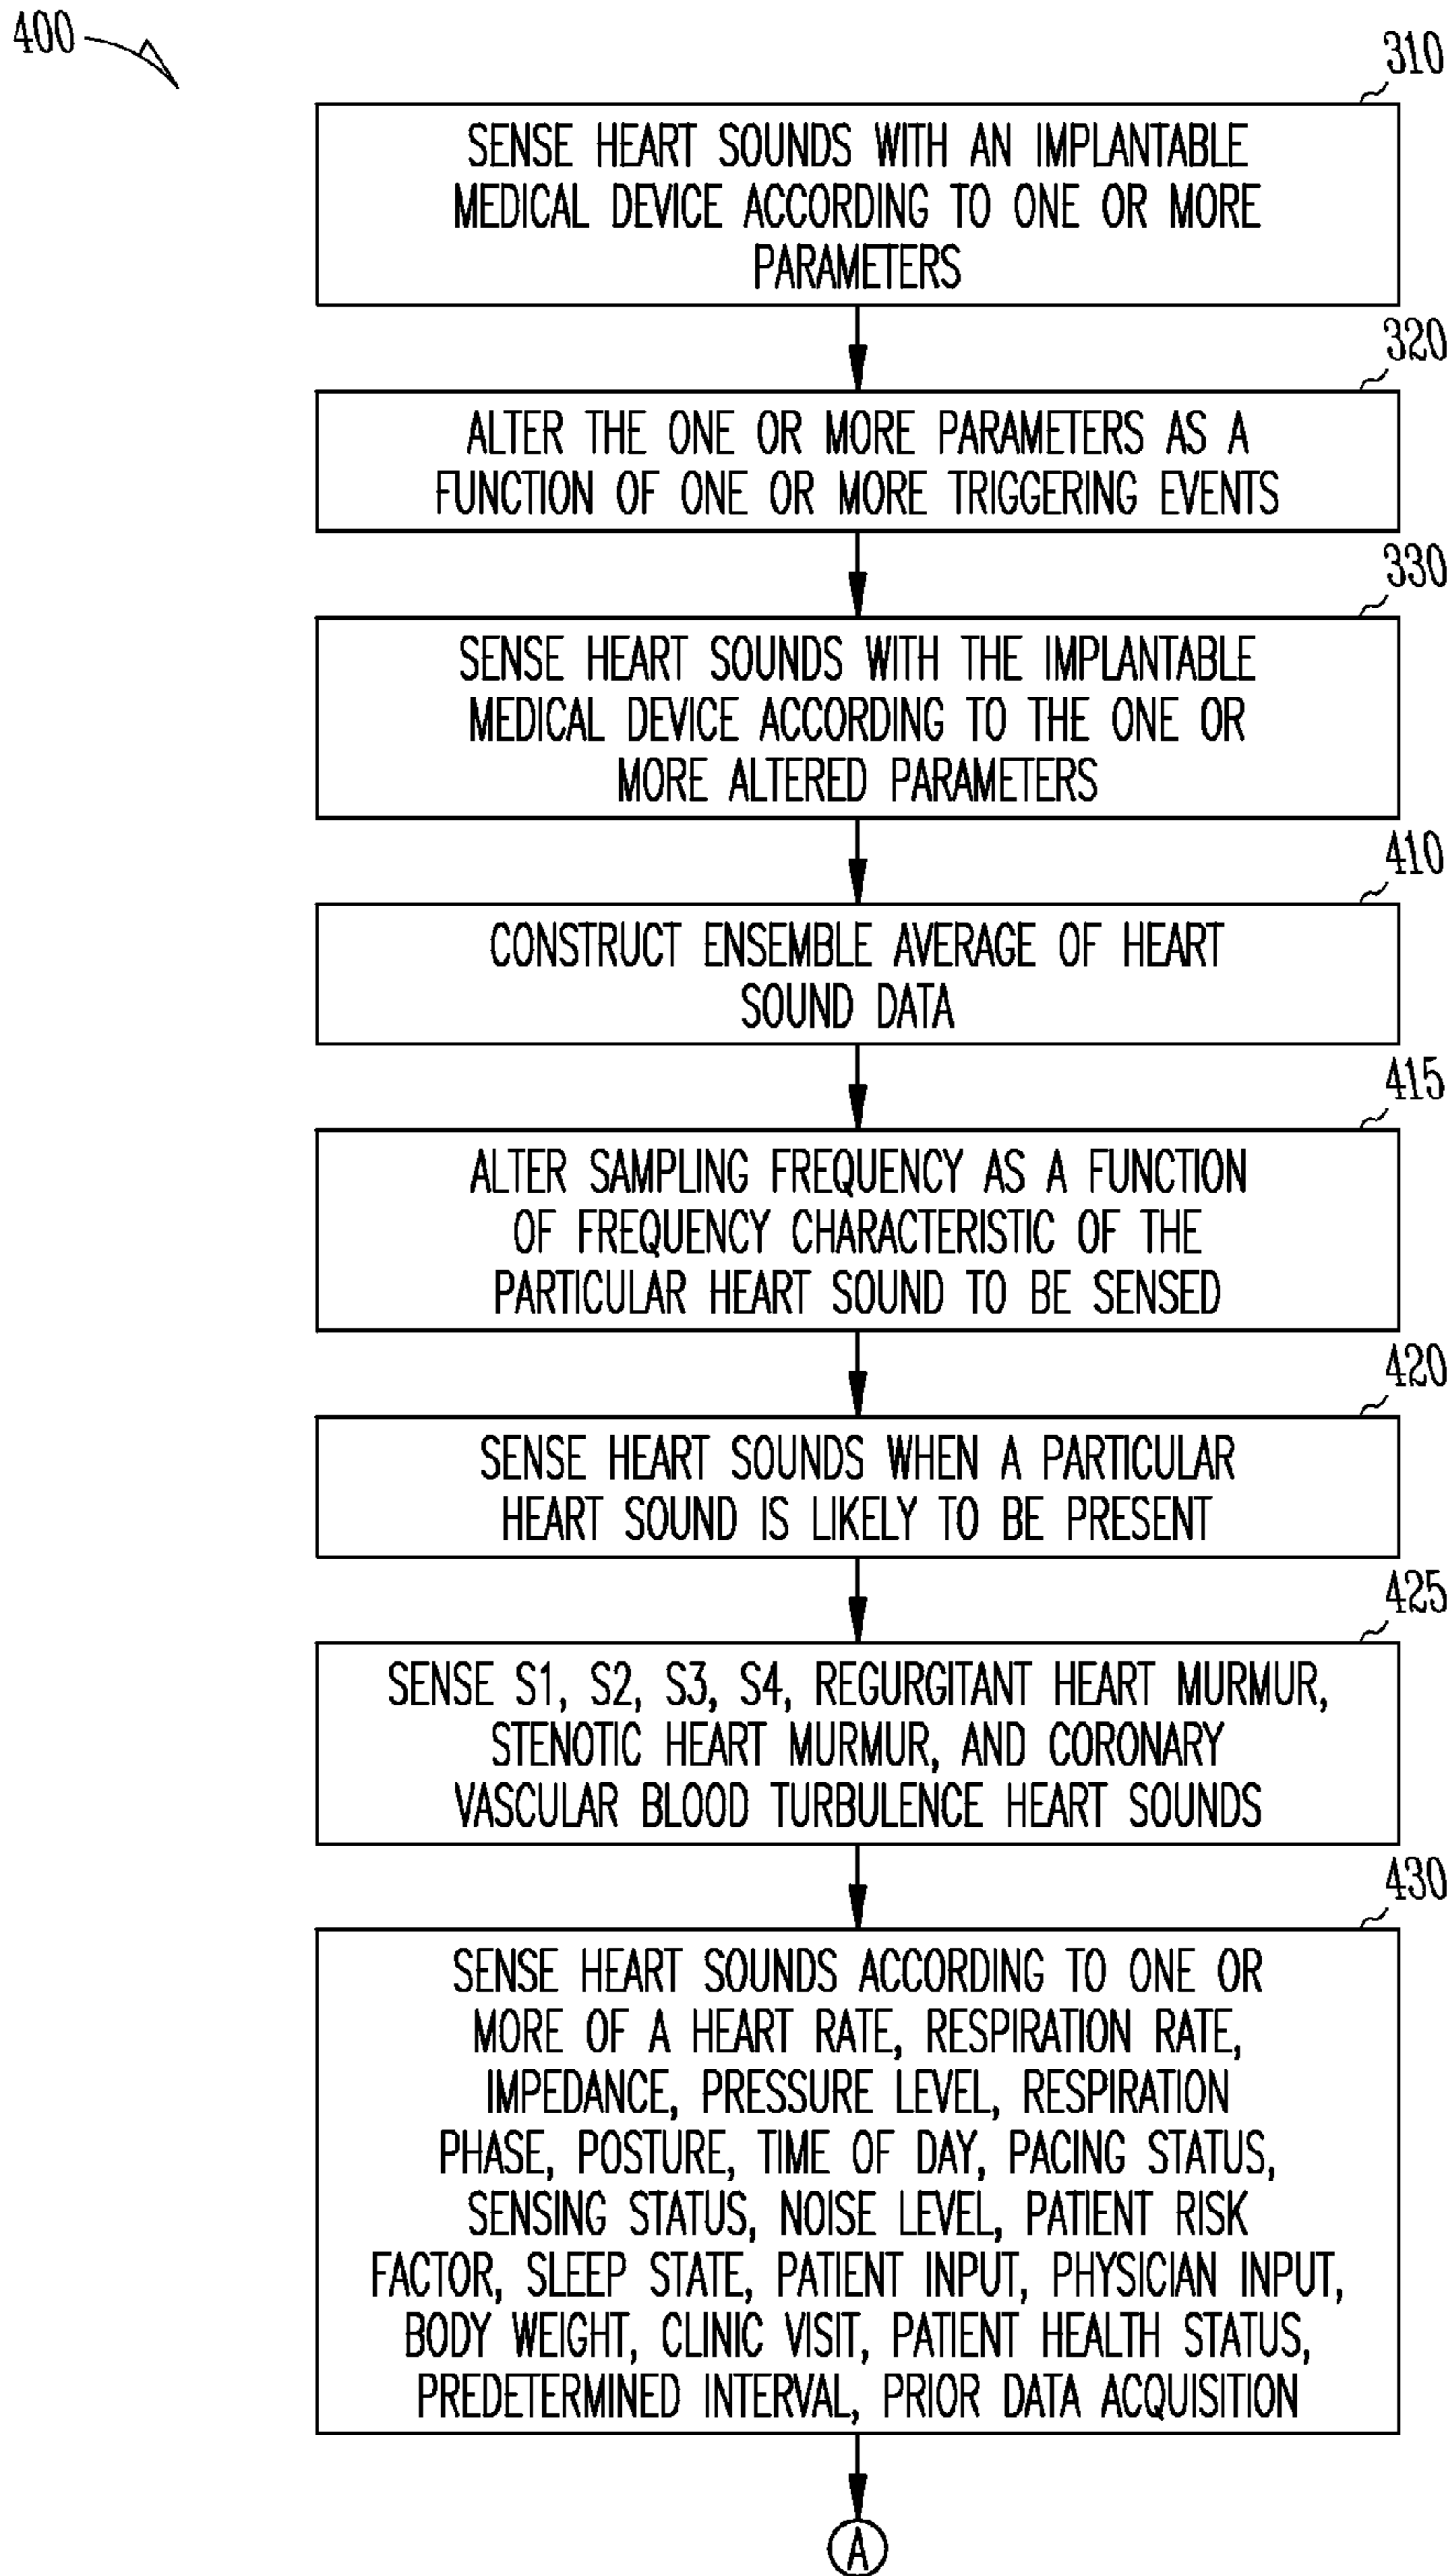 400
310
SENSE HEART SOUNDS WITH AN IMPLANTABLE
MEDICAL DEVICE ACCORDING TO ONE OR MORE
PARAMETERS
320
ALTER THE ONE OR MORE PARAMETERS AS A
FUNCTION OF ONE OR MORE TRIGGERING EVENTS
330
SENSE HEART SOUNDS WITH THE IMPLANTABLE
MEDICAL DEVICE ACCORDING TO THE ONE OR
MORE ALTERED PARAMETERS
410
CONSTRUCT ENSEMBLE AVERAGE OF HEART
SOUND DATA
415
ALTER SAMPLING FREQUENCY AS A FUNCTION
OF FREQUENCY CHARACTERISTIC OF THE
PARTICULAR HEART SOUND TO BE SENSED
420
SENSE HEART SOUNDS WHEN A PARTICULAR
HEART SOUND IS LIKELY TO BE PRESENT
425
SENSE S1, S2, S3, S4, REGURGITANT HEART MURMUR,
STENOTIC HEART MURMUR, AND CORONARY
VASCULAR BLOOD TURBULENCE HEART SOUNDS
430
SENSE HEART SOUNDS ACCORDING TO ONE OR
MORE OF A HEART RATE, RESPIRATION RATE,
IMPEDANCE, PRESSURE LEVEL, RESPIRATION
PHASE, POSTURE, TIME OF DAY, PACING STATUS,
SENSING STATUS, NOISE LEVEL, PATIENT RISK
FACTOR, SLEEP STATE, PATIENT INPUT, PHYSICIAN INPUT,
BODY WEIGHT, CLINIC VISIT, PATIENT HEALTH STATUS,
PREDETERMINED INTERVAL, PRIOR DATA ACQUISITION
A